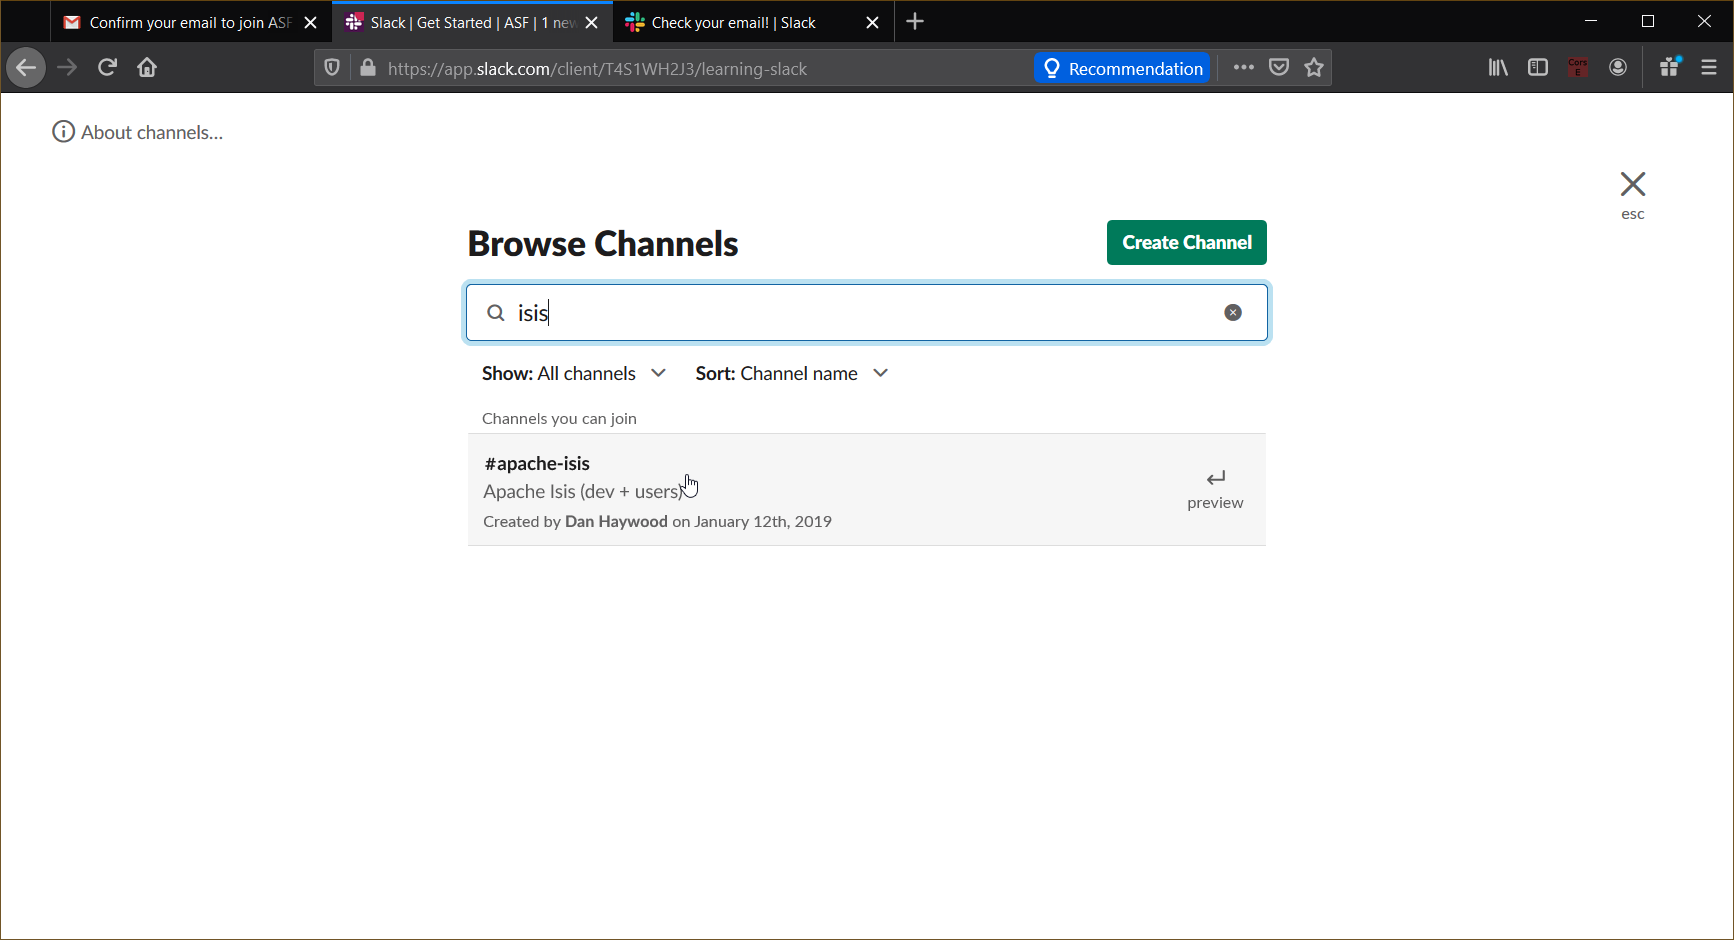 Confirm your email to join ASF
Slack | Get Started | ASF | 1 new
Check your email! | Slack
https://app.slack.com/client/T4S1WH2J3/learning-slack
Recommendation
Cors
E
About channels...
esc
Browse Channels
Create Channel
isis
Show: All channels
Sort: Channel name
Channels you can join
#apache-isis
Apache Isis (dev + users)
preview
Created by Dan Haywood on January 12th, 2019